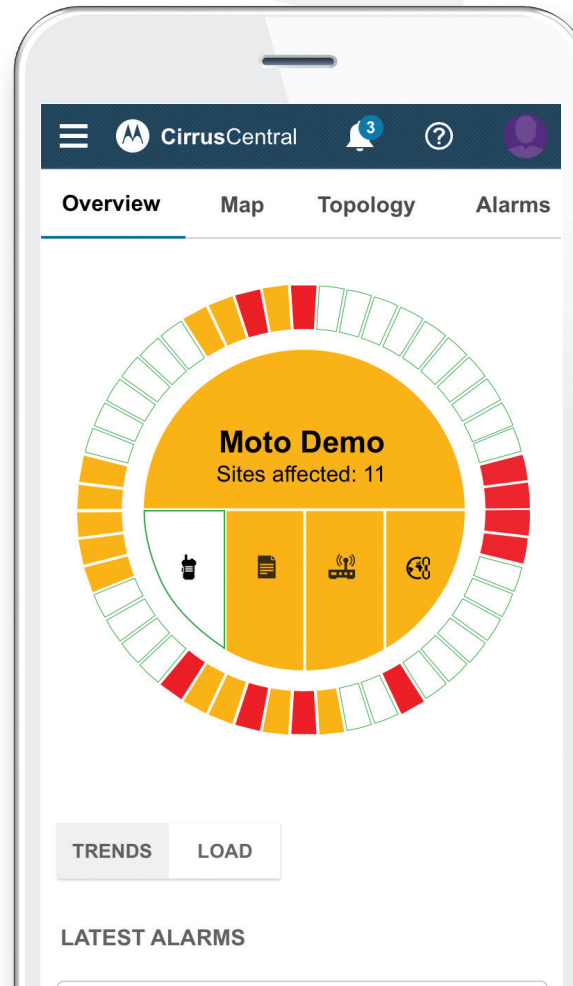 CirrusCentral
3
Overview Map Topology Alarms
Moto Demo
Sites affected: 11
TRENDS LOAD
LATEST ALARMS